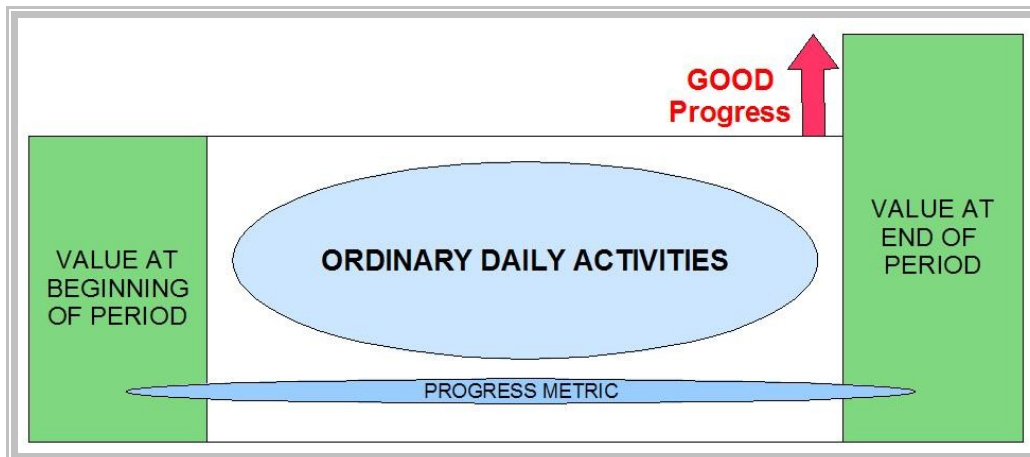 GOOD
Progress
VALUE AT
BEGINNING
OF PERIOD
ORDINARY DAILY ACTIVITIES
VALUE AT
END OF
PERIOD
PROGRESS METRIC